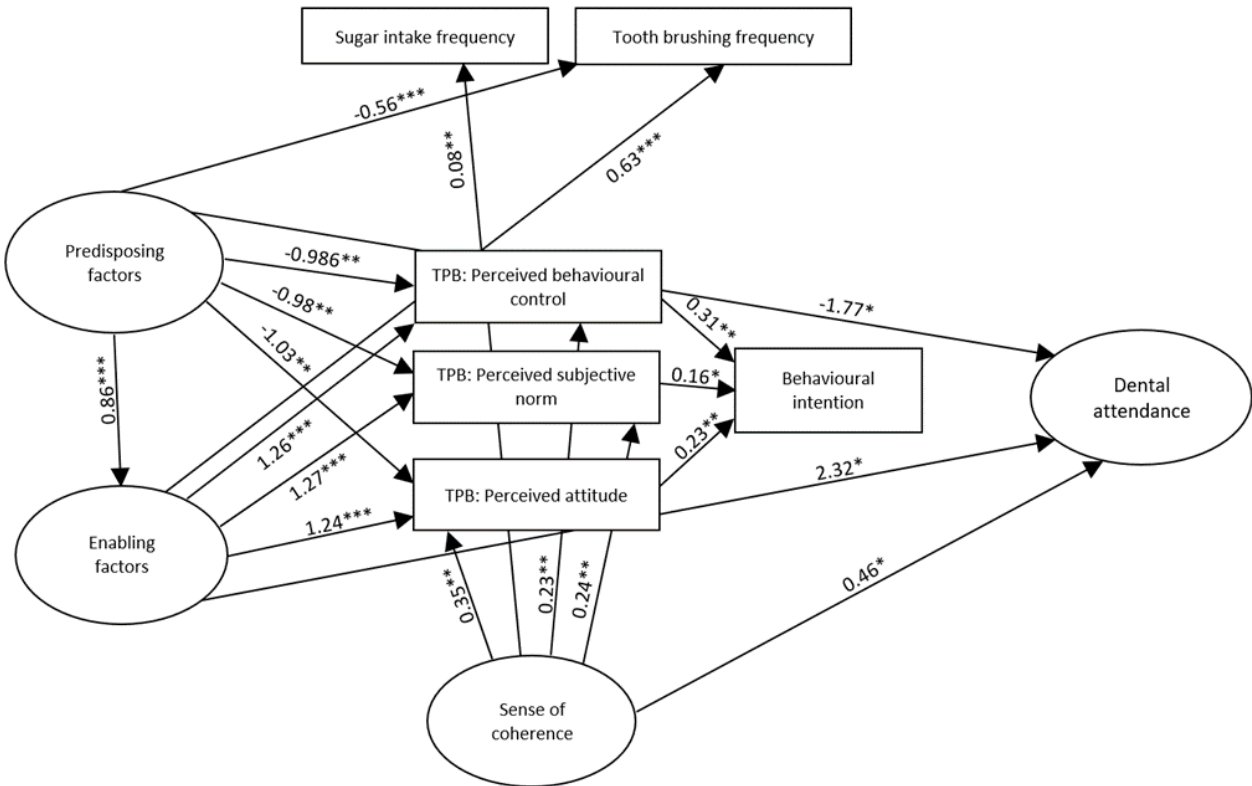 Sugar intake frequency
Tooth brushing frequency
-0.56***
0.08**
0.63***
Predisposing
factors
-0.986**
TPB: Perceived behavioural
control
-0.98**
-1.77*
0.31**
-1.03**
TPB: Perceived subjective
norm
0.16*
Behavioural
intention
Dental
attendance
0.86***
1.26***
0.23**
1.27***
TPB: Perceived attitude
2.32*
1.24***
Enabling
factors
0.35**
0.23**
0.24**
0.46*
Sense of
coherence